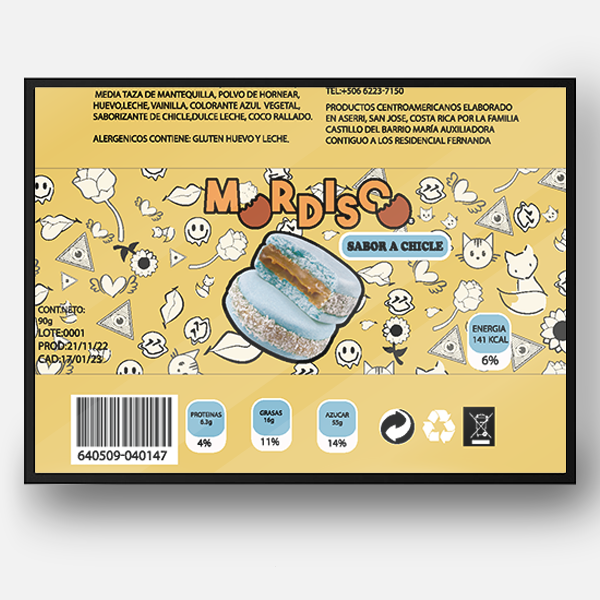 MEDIA TAZA DE MANTEQUILLA, POLVO DE HORNEAR,
HUEVO,LECHE, VAINILLA, COLORANTE AZUL VEGETAL,
SABORIZANTE DE CHICLE,DULCE LECHE, COCO RALLADO.
ALERGENICOS CONTIENE: GLUTEN HUEVO Y LECHE.
TEL:+506 6223-7150
PRODUCTOS CENTROAMERICANOS ELABORADO
EN ASERRI, SAN JOSE, COSTA RICA POR LA FAMILIA
CASTILLO DEL BARRIO MARÍA AUXILIADORA
CONTIGUO A LOS RESIDENCIAL FERNANDA
MORDISCO
SABOR A CHICLE
CONT.NETO:
90g
LOTE:0001
PROD:21/11/22
CAD:17/01/23
ENERGIA
141 KCAL
6%
640509-040147
PROTEINAS
6.3g
4%
GRASAS
16g
11%
AZUCAR
55g
14%